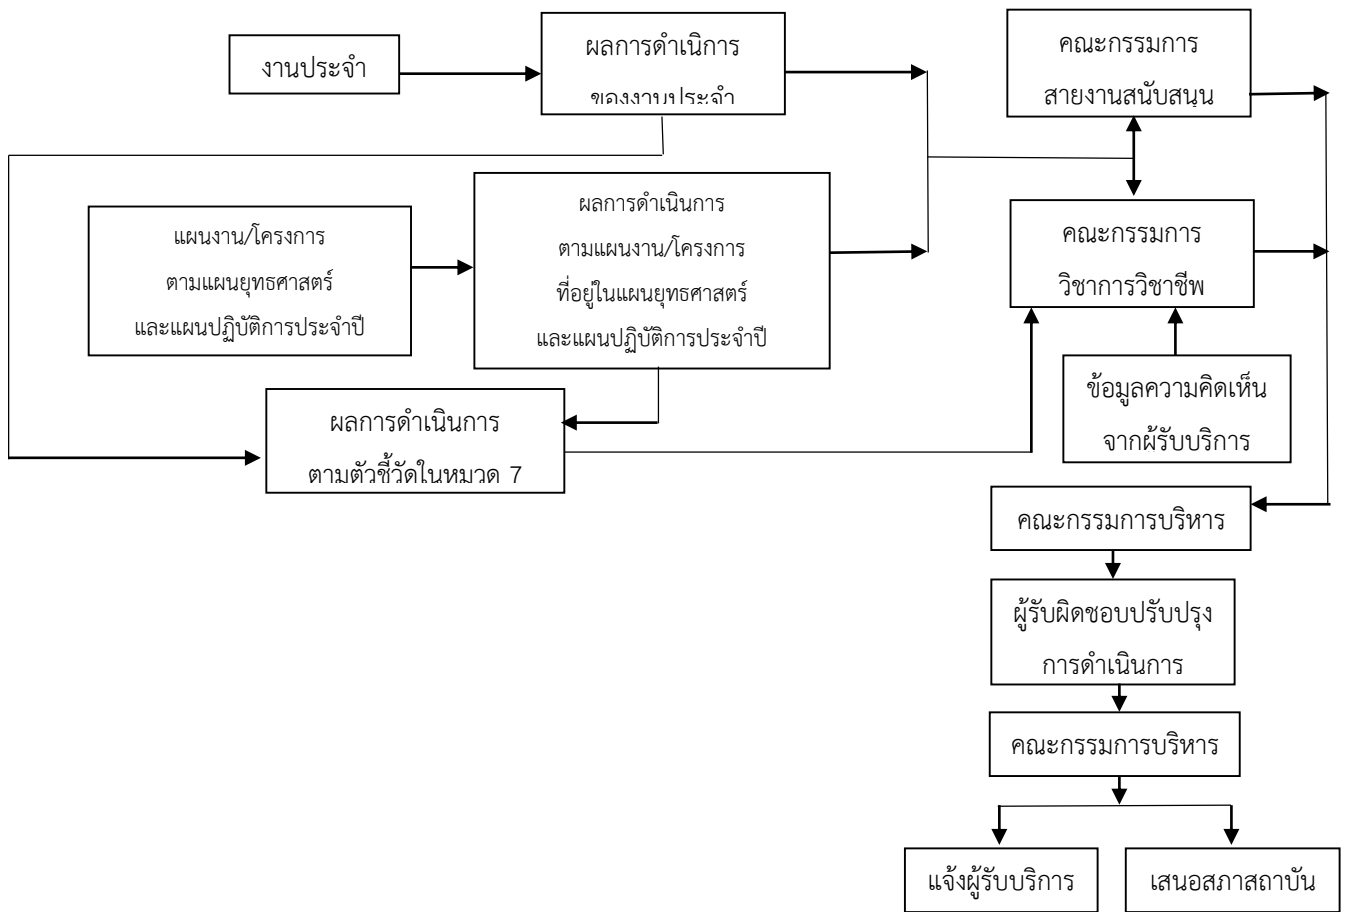 งานประจำ
ผลการดำเนิการ
ของงานประจำ
คณะกรรมการ
สายงานสนับสนุน
แผนงาน/โครงการ
ตามแผนยุทธศาสตร์
และแผนปฏิบัติการประจำปี
ผลการดำเนินการ
ตามแผนงาน/โครงการ
ที่อยู่ในแผนยุทธศาสตร์
และแผนปฏิบัติการประจำปี
คณะกรรมการ
วิชาการวิชาชีพ
ผลการดำเนินการ
ตามตัวชี้วัดในหมวด 7
ข้อมูลความคิดเห็น
จากผู้รับบริการ
คณะกรรมการบริหาร
ผู้รับผิดชอบปรับปรุง
การดำเนินการ
คณะกรรมการบริหาร
แจ้งผู้รับบริการ
เสนอสภาสถาบัน